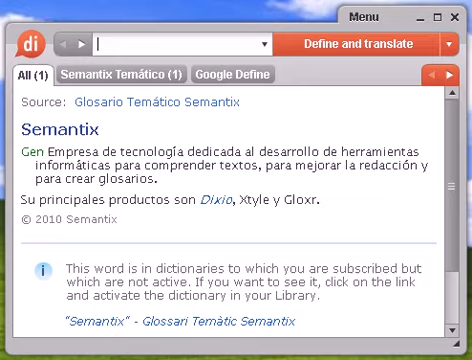 Menu
di
Define and translate
All (1)
Semantix Temático (1)
Google Define
Source: Glosario Temático Semantix
Semantix
Gen Empresa de tecnología dedicada al desarrollo de herramientas
informáticas para comprender textos, para mejorar la redacción y
para crear glosarios.
Su principales productos son Dixio, Xtyle y Gloxr.
© 2010 Semantix
i
This word is in dictionaries to which you are subscribed but
which are not active. If you want to see it, click on the link
and activate the dictionary in your Library.
"Semantix" - Glossari Temàtic Semantix